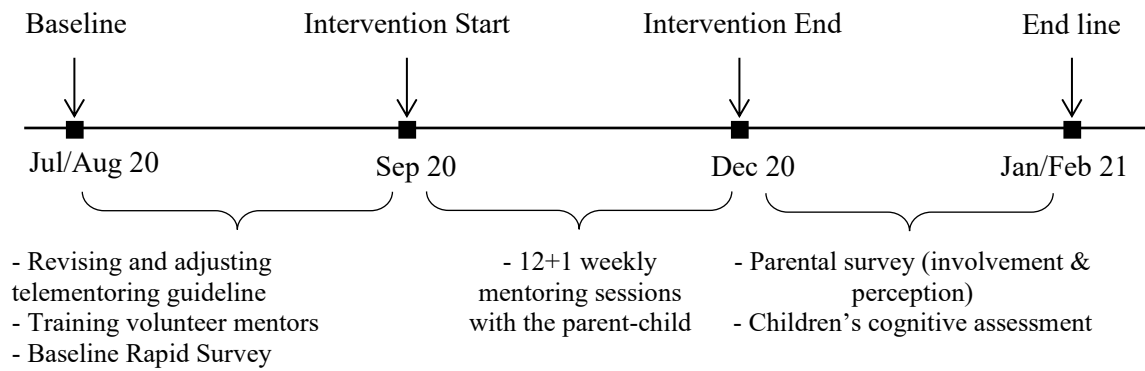 Baseline
Intervention Start
Intervention End
End line
Jul/Aug 20
Sep 20
Dec 20
Jan/Feb 21
- Revising and adjusting
telementoring guideline
- Training volunteer mentors
- Baseline Rapid Survey
- 12+1 weekly
mentoring sessions
with the parent-child
- Parental survey (involvement &
perception)
- Children’s cognitive assessment